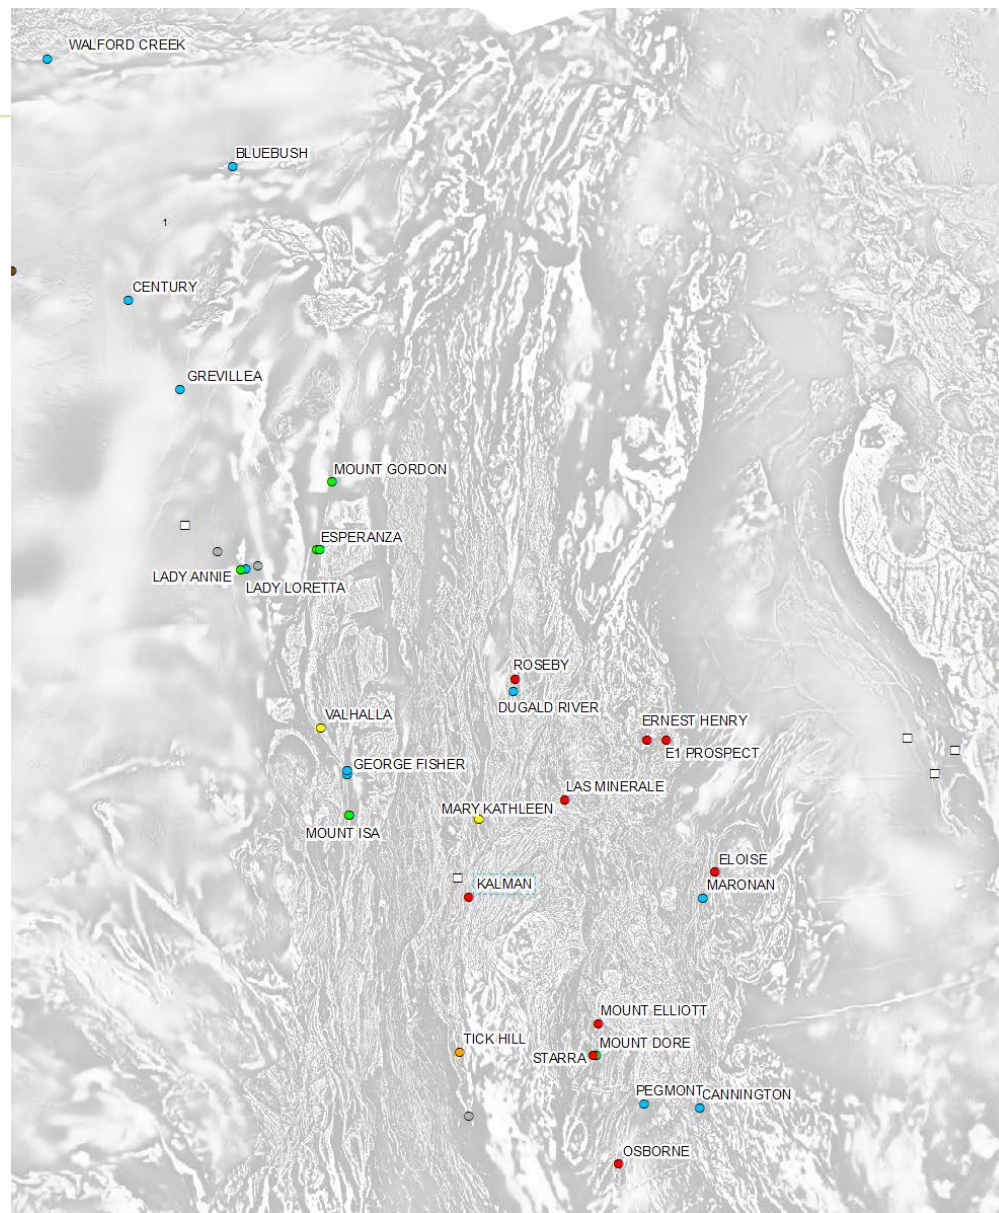 WALFORD CREEK
BLUEBUSH
1
CENTURY
GREVILLEA
MOUNT GORDON
ESPERANZA
LADY ANNIE
LADY LORETTA
ROSEBY
DUGALD RIVER
VALHALLA
ERNEST HENRY
E1 PROSPECT
GEORGE FISHER
LAS MINERALE
MARY KATHLEEN
MOUNT ISA
ELOISE
KALMAN
MARONAN
MOUNT ELLIOTT
TICK HILL
MOUNT DORE
STARRA
PEGMONT
CANNINGTON
OSBORNE